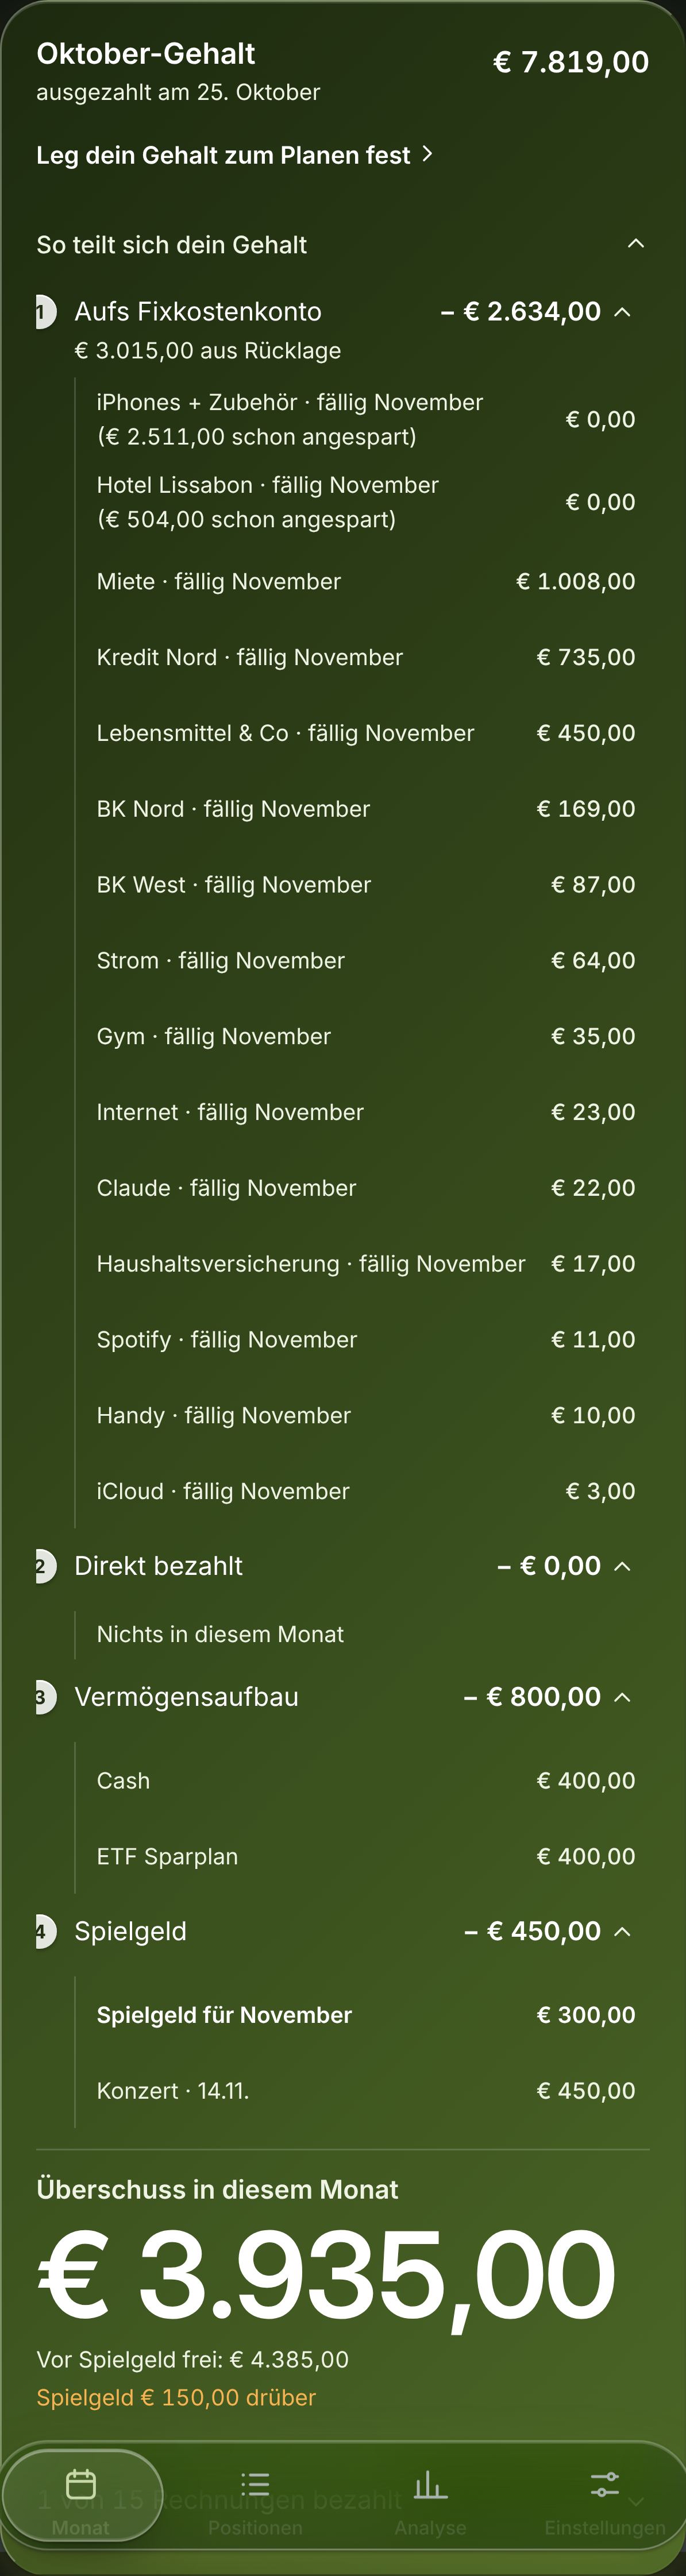 Oktober-Gehalt
€ 7.819,00
ausgezahlt am 25. Oktober
Leg dein Gehalt zum Planen fest
So teilt sich dein Gehalt
1 Aufs Fixkostenkonto – € 2.634,00
€ 3.015,00 aus Rücklage
iPhones + Zubehör · fällig November
(€ 2.511,00 schon angespart)
€ 0,00
Hotel Lissabon · fällig November
(€ 504,00 schon angespart)
€ 0,00
Miete · fällig November € 1.008,00
Kredit Nord · fällig November € 735,00
Lebensmittel & Co · fällig November € 450,00
BK Nord · fällig November € 169,00
BK West · fällig November € 87,00
Strom · fällig November € 64,00
Gym · fällig November € 35,00
Internet · fällig November € 23,00
Claude · fällig November € 22,00
Haushaltsversicherung · fällig November € 17,00
Spotify · fällig November € 11,00
Handy · fällig November € 10,00
iCloud · fällig November € 3,00
2 Direkt bezahlt – € 0,00
Nichts in diesem Monat
3 Vermögensaufbau – € 800,00
Cash € 400,00
ETF Sparplan € 400,00
4 Spielgeld – € 450,00
Spielgeld für November € 300,00
Konzert · 14.11. € 450,00
Überschuss in diesem Monat
€ 3.935,00
Vor Spielgeld frei: € 4.385,00
Spielgeld € 150,00 drüber
1 von 15 Rechnungen bezahlt
Monat Positionen Analyse Einstellungen